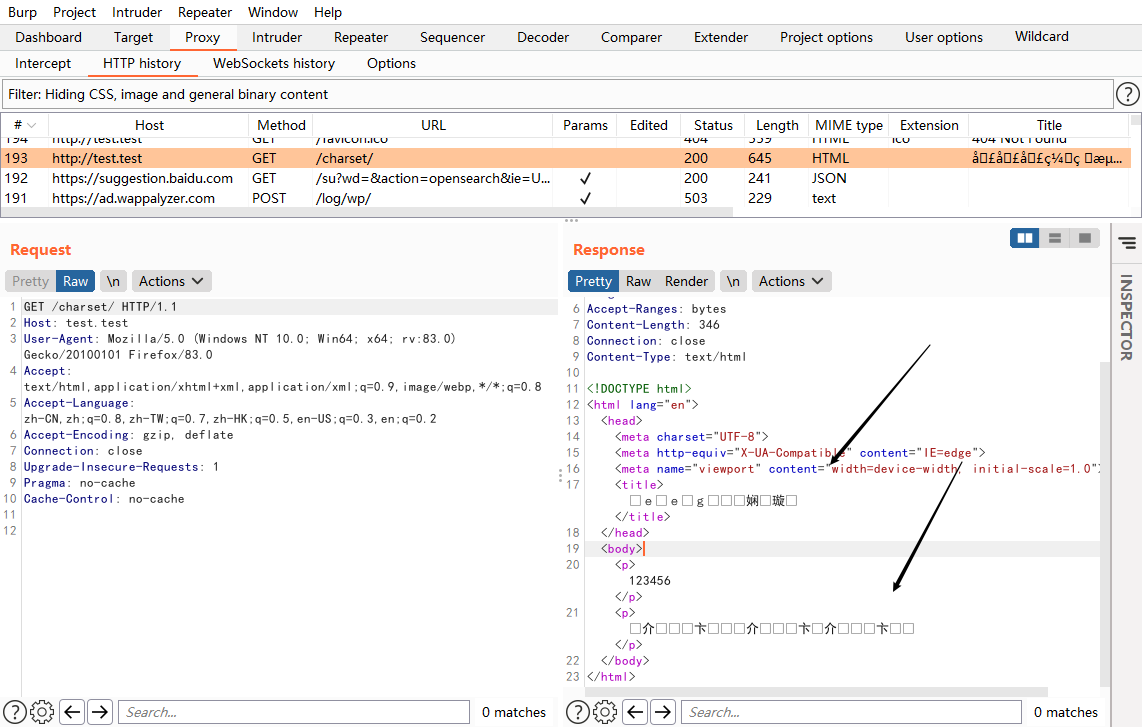 Burp Project Intruder Repeater Window Help
Dashboard Target Proxy Intruder Repeater Sequencer Decoder Comparer Extender Project options User options Wildcard
Intercept HTTP history WebSockets history Options
Filter: Hiding CSS, image and general binary content ?
# Host Method URL Params Edited Status Length MIME type Extension Title
194 http://test.test GET /favicon.ico 404 559 HTML ico 404 Not Found
193 http://test.test GET /charset/ 200 645 HTML
192 https://suggestion.baidu.com GET /su?wd=&action=opensearch&ie=U... ✓ 200 241 JSON
191 https://ad.wappalyzer.com POST /log/wp/ ✓ 503 229 text
Request
Pretty Raw \n Actions
1 GET /charset/ HTTP/1.1
2 Host: test.test
3 User-Agent: Mozilla/5.0 (Windows NT 10.0; Win64; x64; rv:83.0)
Gecko/20100101 Firefox/83.0
4 Accept:
text/html,application/xhtml+xml,application/xml;q=0.9,image/webp,*/*;q=0.8
5 Accept-Language:
zh-CN,zh;q=0.8,zh-TW;q=0.7,zh-HK;q=0.5,en-US;q=0.3,en;q=0.2
6 Accept-Encoding: gzip, deflate
7 Connection: close
8 Upgrade-Insecure-Requests: 1
9 Pragma: no-cache
10 Cache-Control: no-cache
11
12
? Search... 0 matches
Response
Pretty Raw Render \n Actions
6 Accept-Ranges: bytes
7 Content-Length: 346
8 Connection: close
9 Content-Type: text/html
10
11 <!DOCTYPE html>
12 <html lang="en">
13 <head>
14 <meta charset="UTF-8">
15 <meta http-equiv="X-UA-Compatible" content="IE=edge">
16 <meta name="viewport" content="width=device-width, initial-scale=1.0">
17 <title>
□ｅ□ｅ□ｇ□□□娴□璇□
</title>
18 </head>
19 <body>
20 <p>
123456
</p>
21 <p>
□介□□□卞□□□介□□□卞□介□□□卞□□
</p>
22 </body>
23 </html>
? Search... 0 matches
INSPECTOR